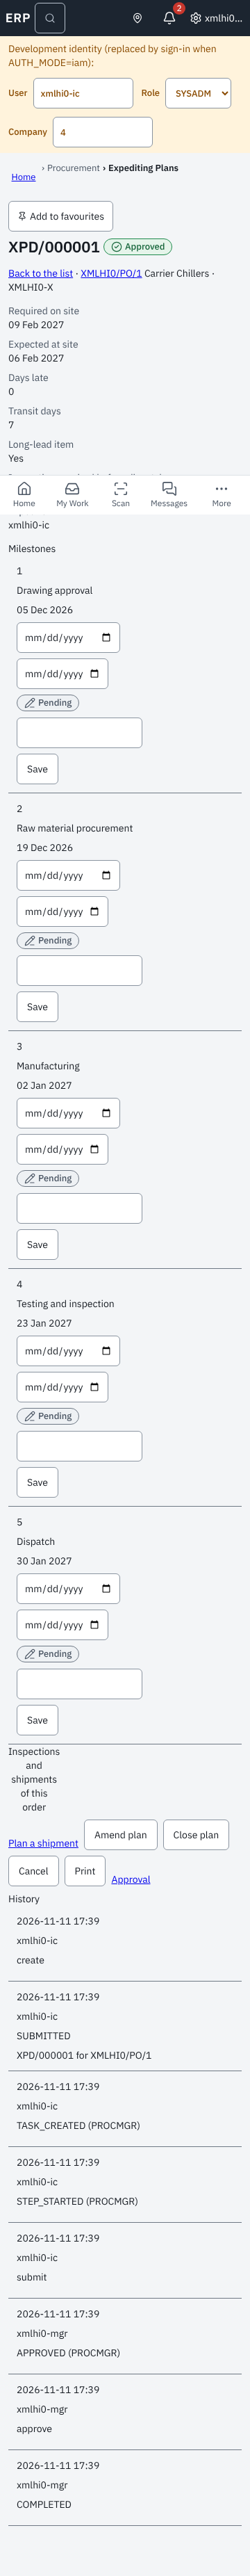 ERP
2
xmlhi0...
Development identity (replaced by sign-in when
AUTH_MODE=iam):
User
xmlhi0-ic
Role
SYSADM
Company
4
Home
› Procurement › Expediting Plans
Add to favourites
XPD/000001
Approved
Back to the list · XMLHI0/PO/1 Carrier Chillers ·
XMLHI0-X
Required on site
09 Feb 2027
Expected at site
06 Feb 2027
Days late
0
Transit days
7
Long-lead item
Yes
Home
My Work
Scan
Messages
More
xmlhi0-ic
Milestones
1
Drawing approval
05 Dec 2026
mm/dd/yyyy
mm/dd/yyyy
Pending
Save
2
Raw material procurement
19 Dec 2026
mm/dd/yyyy
mm/dd/yyyy
Pending
Save
3
Manufacturing
02 Jan 2027
mm/dd/yyyy
mm/dd/yyyy
Pending
Save
4
Testing and inspection
23 Jan 2027
mm/dd/yyyy
mm/dd/yyyy
Pending
Save
5
Dispatch
30 Jan 2027
mm/dd/yyyy
mm/dd/yyyy
Pending
Save
Inspections
and
shipments
of this
order
Plan a shipment
Amend plan
Close plan
Cancel
Print
Approval
History
2026-11-11 17:39
xmlhi0-ic
create
2026-11-11 17:39
xmlhi0-ic
SUBMITTED
XPD/000001 for XMLHI0/PO/1
2026-11-11 17:39
xmlhi0-ic
TASK_CREATED (PROCMGR)
2026-11-11 17:39
xmlhi0-ic
STEP_STARTED (PROCMGR)
2026-11-11 17:39
xmlhi0-ic
submit
2026-11-11 17:39
xmlhi0-mgr
APPROVED (PROCMGR)
2026-11-11 17:39
xmlhi0-mgr
approve
2026-11-11 17:39
xmlhi0-mgr
COMPLETED